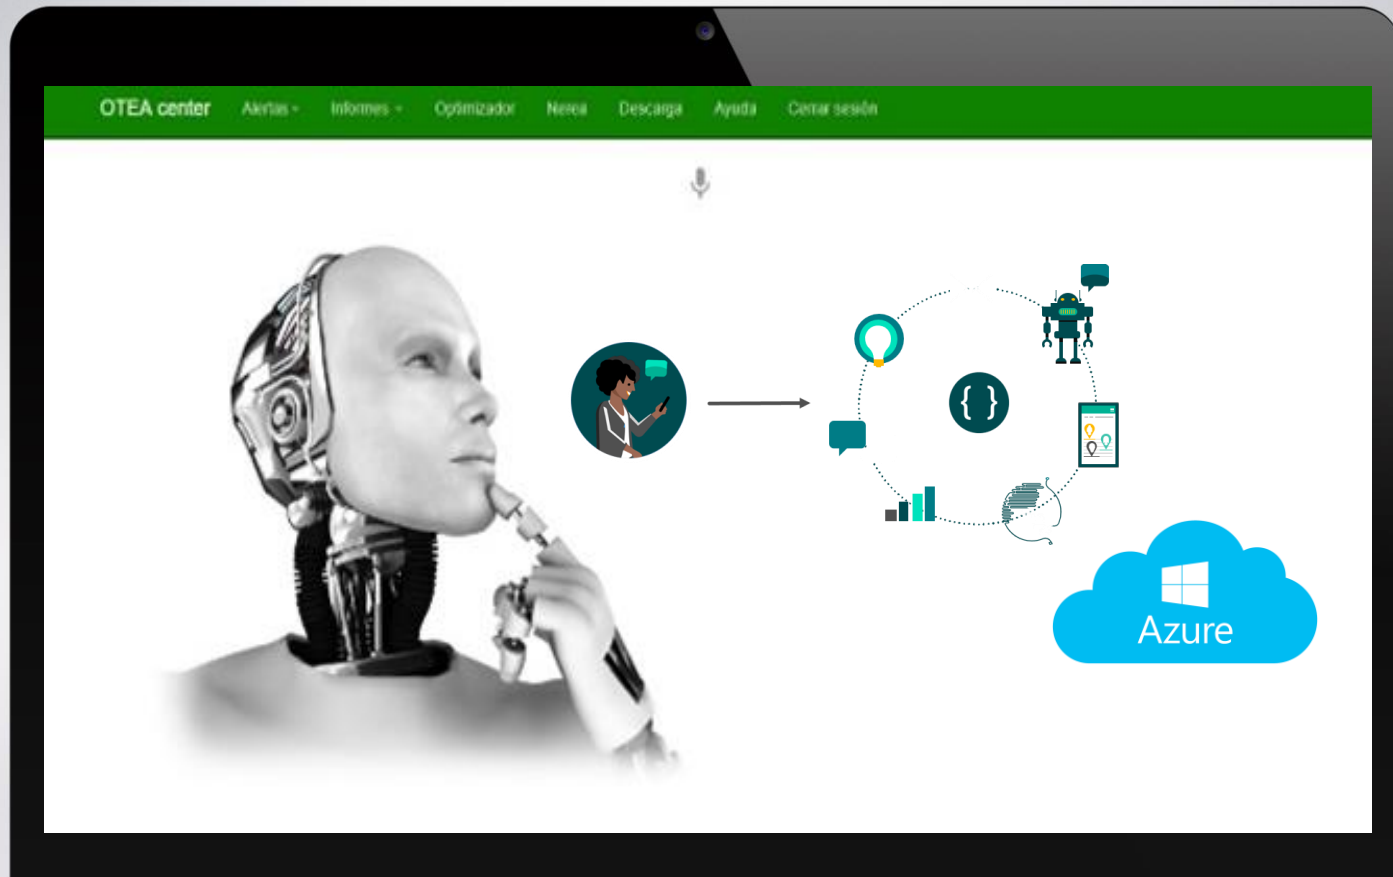 OTEA center Alertas Informes Optimizador Nerea Descarga Ayuda Cerrar sesión
{ }
Azure